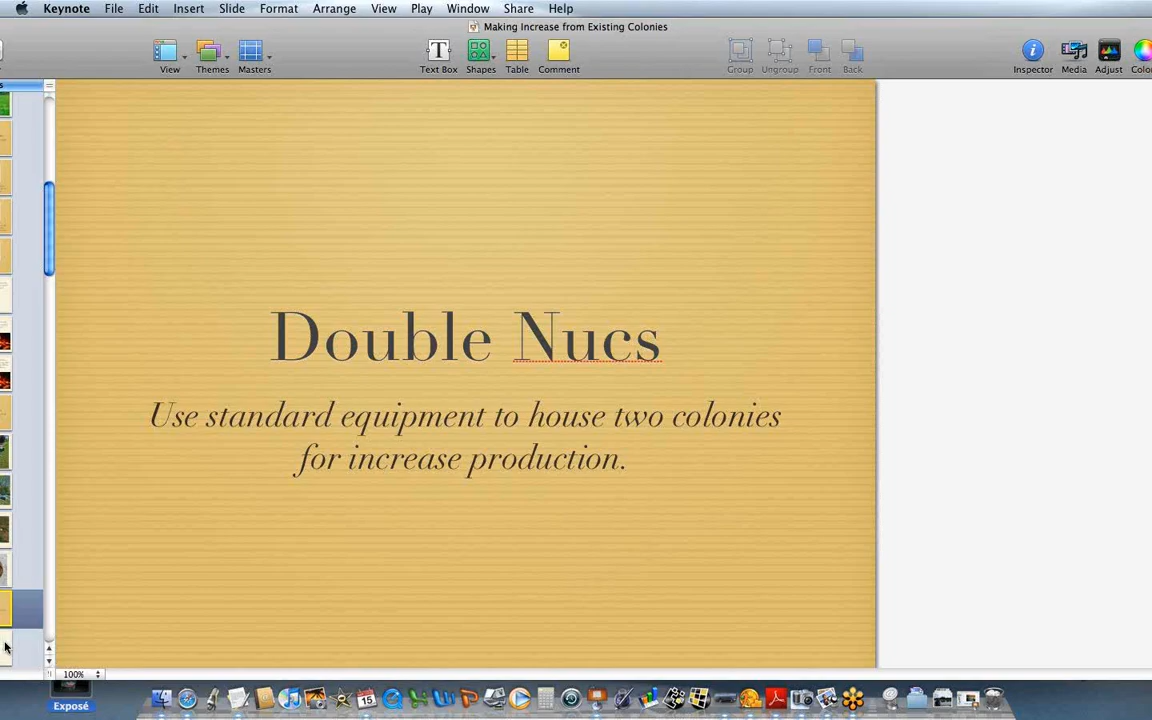 Keynote File Edit Insert Slide Format Arrange View Play Window Share Help
Making Increase from Existing Colonies
View Themes Masters Text Box Shapes Table Comment Group Ungroup Front Back Inspector Media Adjust
Double Nucs
Use standard equipment to house two colonies
for increase production.
100%
15
Exposé